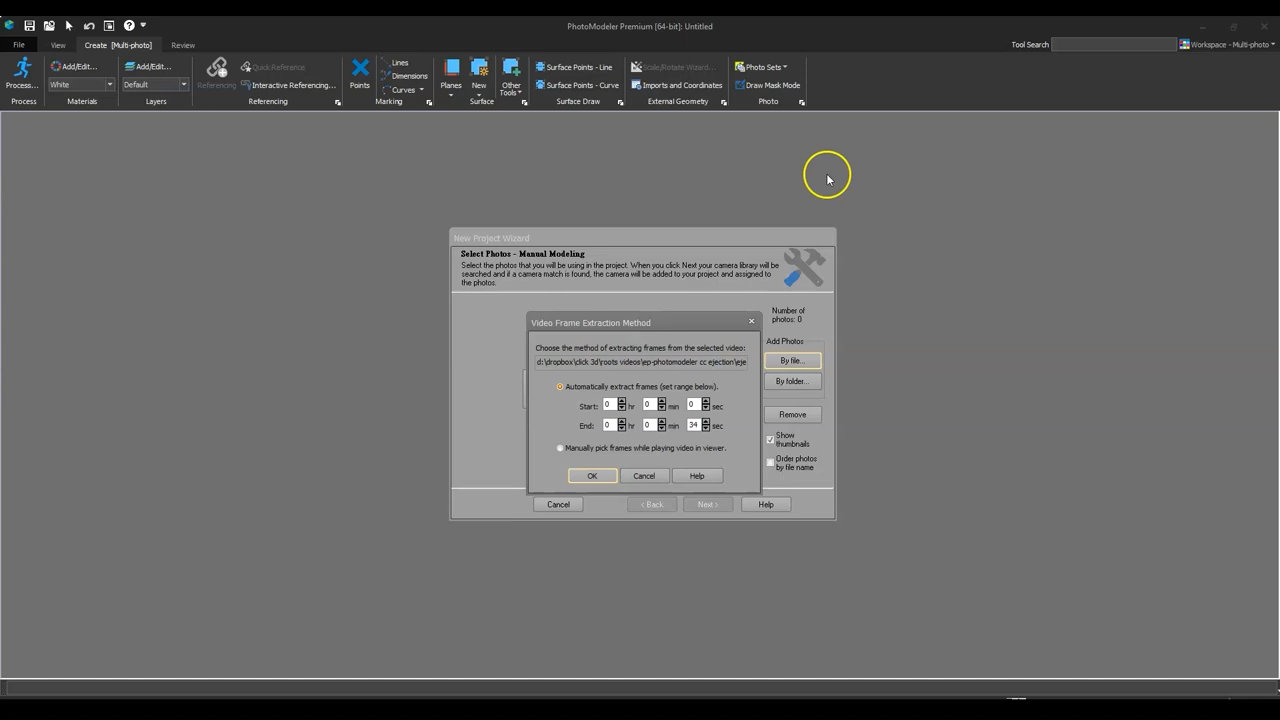 PhotoModeler Premium [64-bit]: Untitled
File View Create [Multi-photo] Review
Tool Search Workspace - Multi-photo
Process... Add/Edit... White Materials
Process
Add/Edit... Default Layers
Referencing Quick Reference
Interactive Referencing...
Referencing
Points Lines
Dimensions
Curves
Marking
Planes New Other Tools
Surface
Surface Points - Line
Surface Points - Curve
Surface Draw
Scale/Rotate Wizard...
Imports and Coordinates
External Geometry
Photo Sets
Draw Mask Mode
Photo
New Project Wizard
Select Photos - Manual Modeling
Select the photos that you will be using in the project. When you click Next your camera library will be
searched and if a camera match is found, the camera will be added to your project and assigned to
the photos.
Number of
photos: 0
Add Photos
By file...
By folder...
Remove
Show
thumbnails
Order photos
by file name
Video Frame Extraction Method
Choose the method of extracting frames from the selected video:
d:\dropbox\click 3d\roots videos\ep-photomodeler cc ejection\eje
Automatically extract frames (set range below).
Start: 0 hr 0 min 0 sec
End: 0 hr 0 min 34 sec
Manually pick frames while playing video in viewer.
OK Cancel Help
Cancel < Back Next > Help